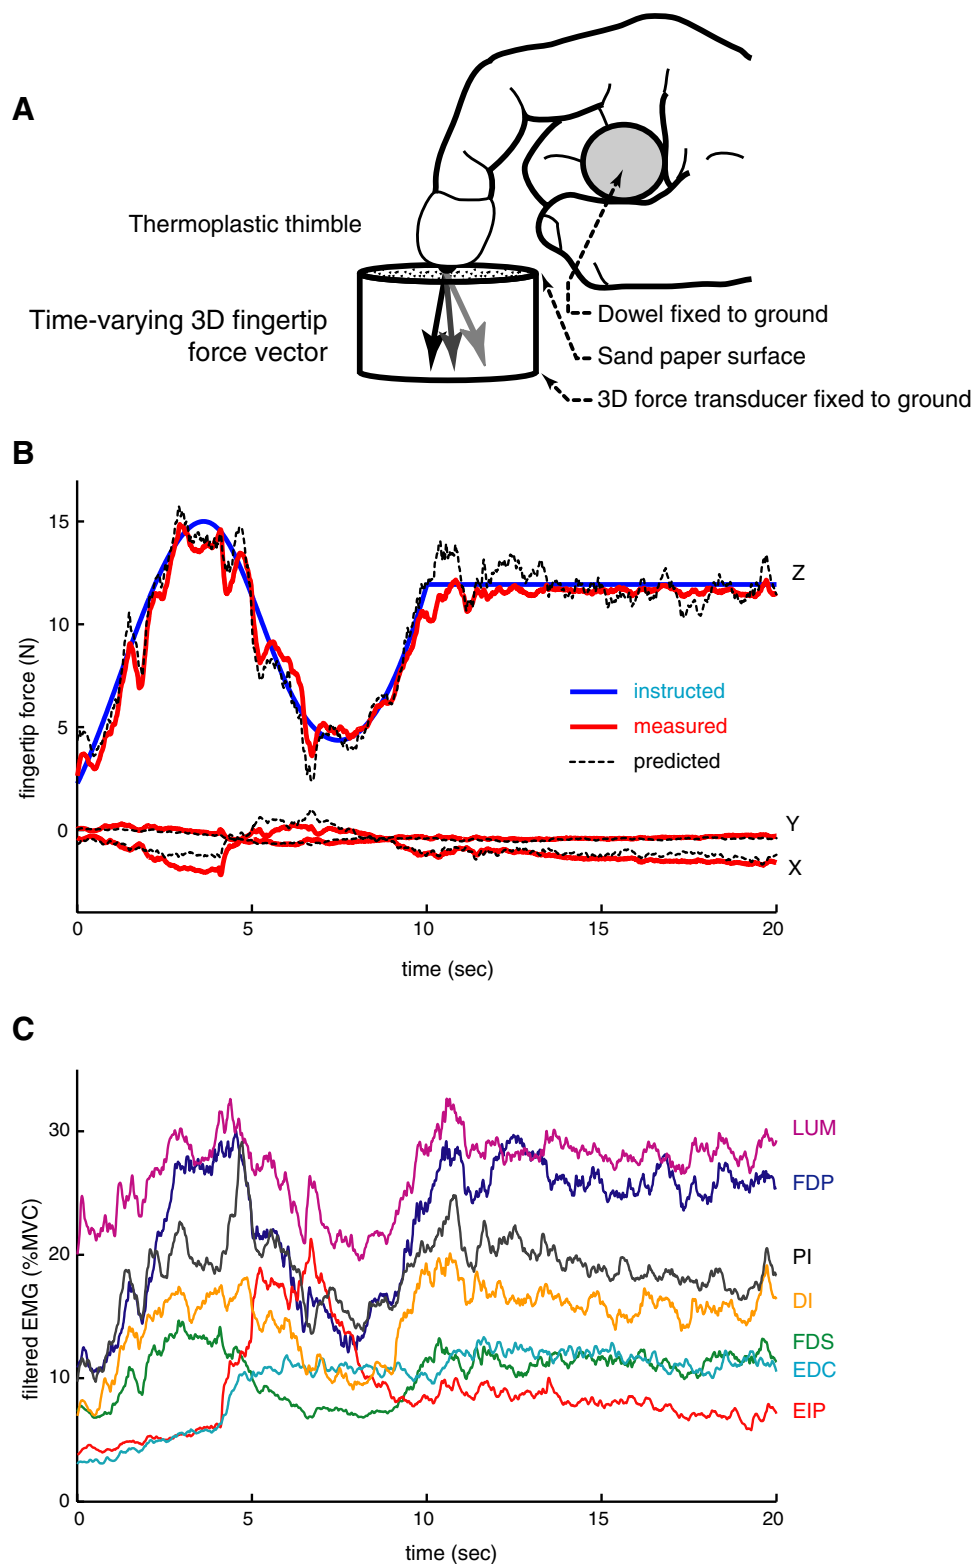 A
Thermoplastic thimble
Time-varying 3D fingertip
force vector
Dowel fixed to ground
Sand paper surface
3D force transducer fixed to ground
B
fingertip force (N)
15
10
5
0
Z
instructed
measured
predicted
Y
X
0 5 10 15 20
time (sec)
C
filtered EMG (%MVC)
30
20
10
0
LUM
FDP
PI
DI
FDS
EDC
EIP
0 5 10 15 20
time (sec)